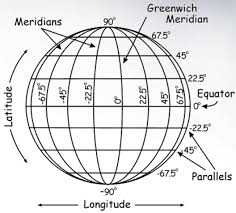 Greenwich
Meridian
Meridians
90°
67.5°
45°
22.5°
Equator
0°
-67.5°
-45°
-22.5°
0°
22.5°
45°
67.5°
Latitude
-22.5°
-45°
Parallels
-67.5°
-90°
Longitude